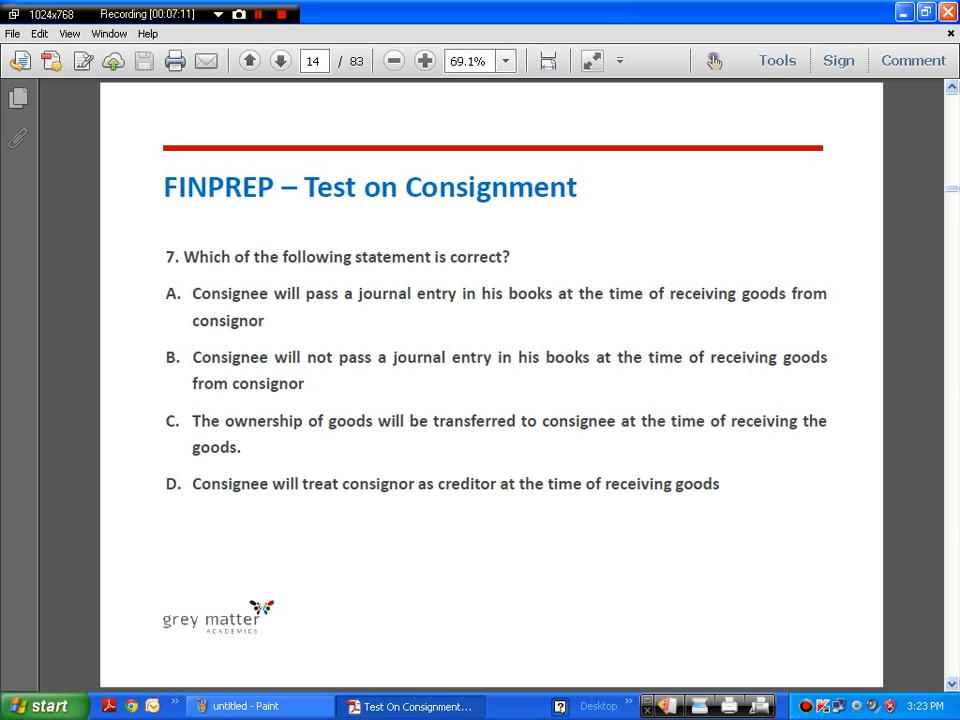 1024x768 Recording [00:07:11]
File Edit View Window Help
14 / 83 69.1% Tools Sign Comment
FINPREP – Test on Consignment
7. Which of the following statement is correct?
A. Consignee will pass a journal entry in his books at the time of receiving goods from
consignor
B. Consignee will not pass a journal entry in his books at the time of receiving goods
from consignor
C. The ownership of goods will be transferred to consignee at the time of receiving the
goods.
D. Consignee will treat consignor as creditor at the time of receiving goods
grey matter
ACADEMICS
start untitled - Paint Test On Consignment... Desktop 3:23 PM